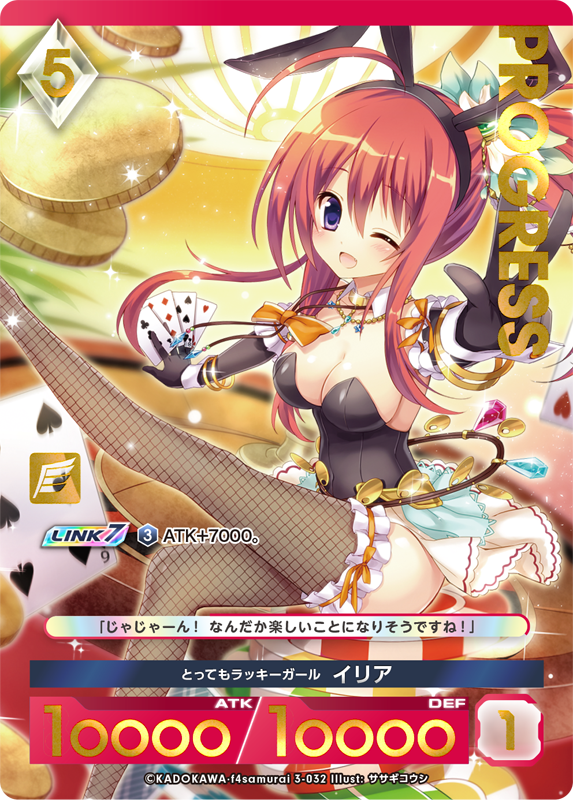 5
PROGRESS
LINK 7 3 ATK+7000。
「じゃじゃーん! なんだか楽しいことになりそうですね!」
とってもラッキーガール イリア
ATK DEF
10000/10000 1
©KADOKAWA・f4samurai 3-032 Illust: ササギコウシ
9